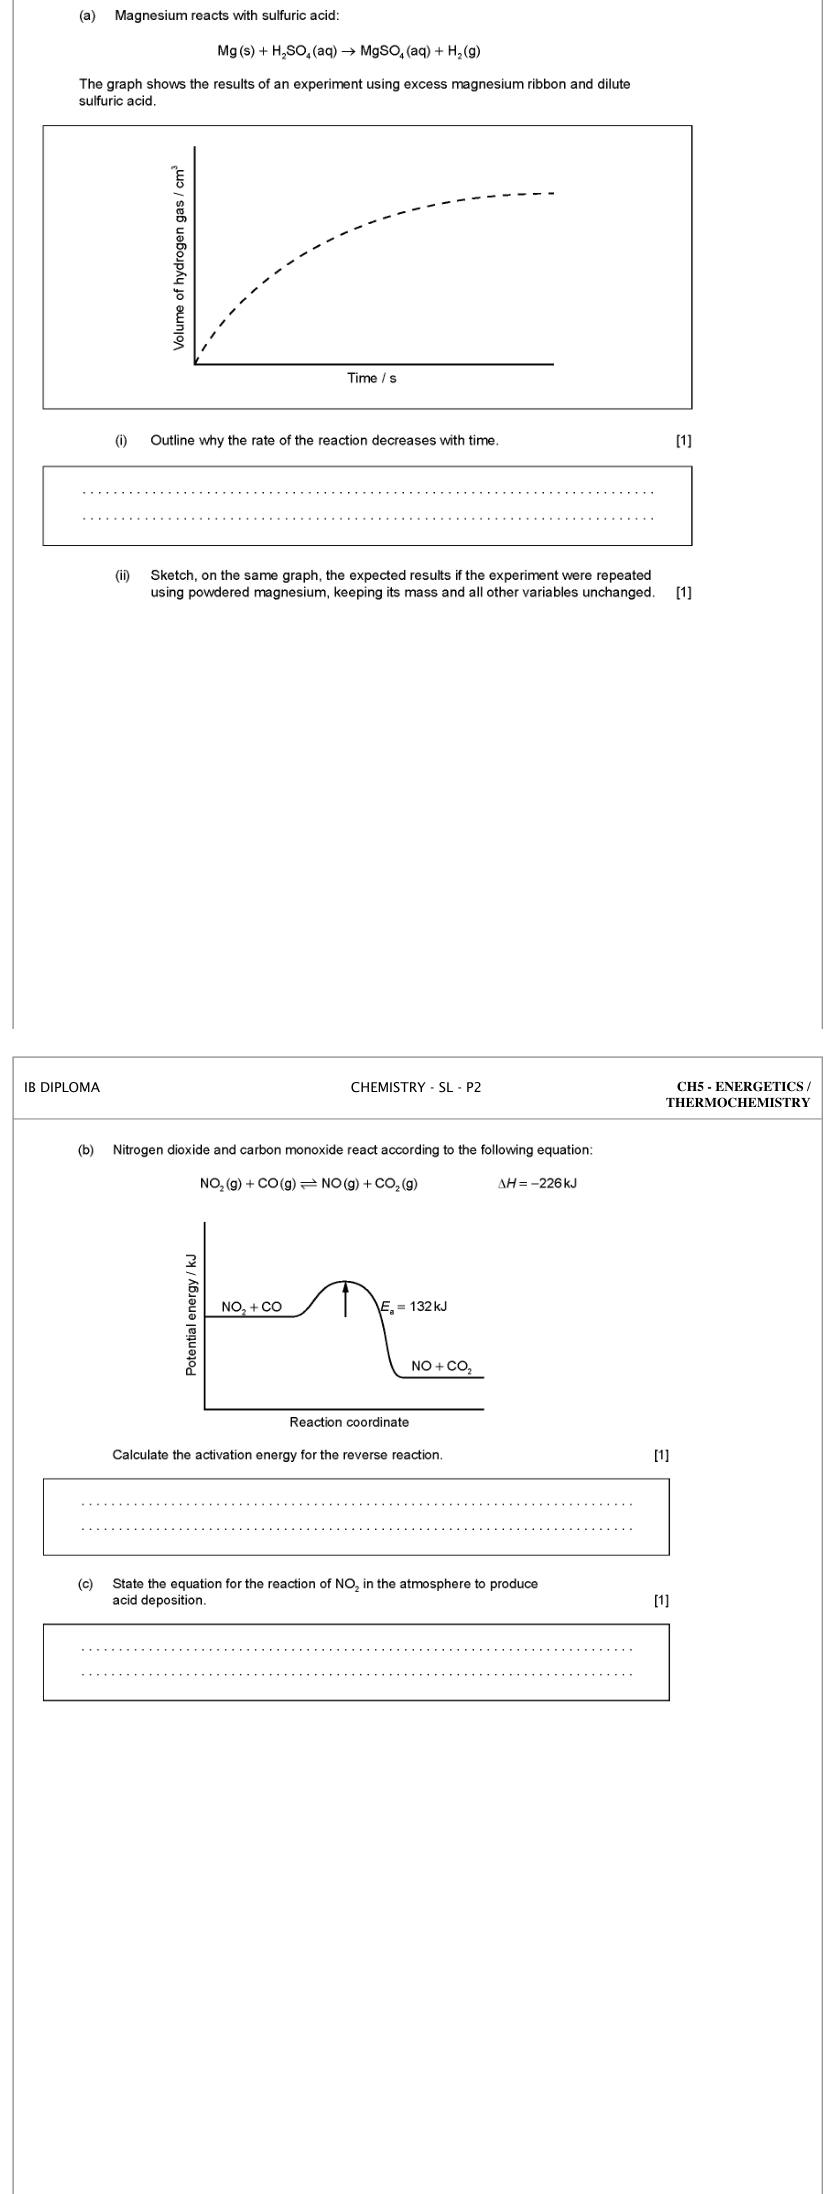 (a) Magnesium reacts with sulfuric acid:
Mg (s) + H₂SO₄ (aq) → MgSO₄ (aq) + H₂ (g)
The graph shows the results of an experiment using excess magnesium ribbon and dilute
sulfuric acid.
Volume of hydrogen gas / cm³
Time / s
(i) Outline why the rate of the reaction decreases with time. [1]
(ii) Sketch, on the same graph, the expected results if the experiment were repeated
using powdered magnesium, keeping its mass and all other variables unchanged. [1]
IB DIPLOMA CHEMISTRY - SL - P2 CH5 - ENERGETICS /
THERMOCHEMISTRY
(b) Nitrogen dioxide and carbon monoxide react according to the following equation:
NO₂ (g) + CO (g) ⇌ NO (g) + CO₂ (g) ΔH = −226 kJ
Potential energy / kJ
NO₂ + CO
Eₐ = 132 kJ
NO + CO₂
Reaction coordinate
Calculate the activation energy for the reverse reaction. [1]
(c) State the equation for the reaction of NO₂ in the atmosphere to produce
acid deposition. [1]